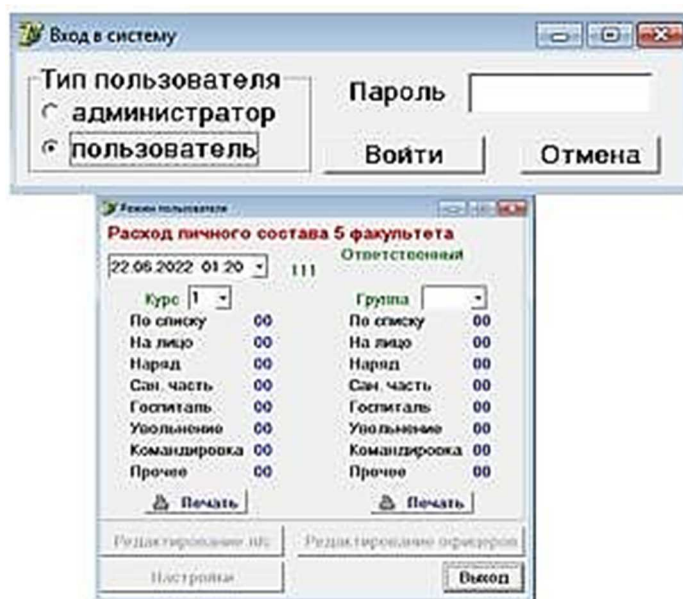 Вход в систему
Тип пользователя
администратор
пользователь
Пароль
Войти
Отмена
Режим пользователя
Расход личного состава 5 факультета
22.06.2022 01:20
111
Ответственный
Курс 1
По списку 00
На лицо 00
Наряд 00
Сан. часть 00
Госпиталь 00
Увольнение 00
Командировка 00
Прочее 00
Печать
Группа
По списку 00
На лицо 00
Наряд 00
Сан. часть 00
Госпиталь 00
Увольнение 00
Командировка 00
Прочее 00
Печать
Редактирование
Редактирование офицеров
Настройки
Выход